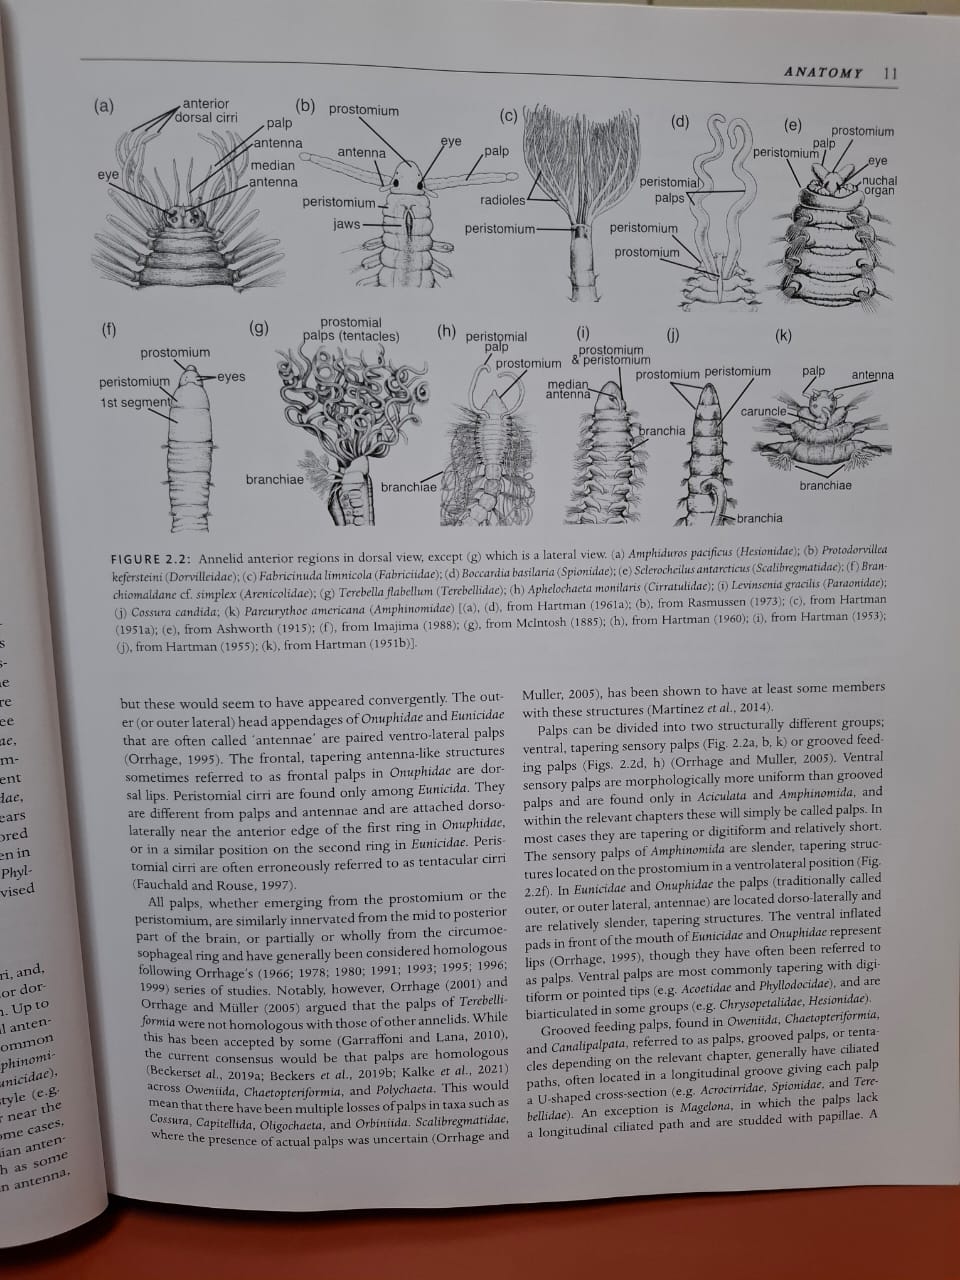 ANATOMY 11
(a)
anterior
dorsal cirri
palp
antenna
median
antenna
eye
(b)
prostomium
antenna
eye
palp
peristomium
jaws
(c)
radioles
peristomium
(d)
peristomial
palps
peristomium
prostomium
(e)
prostomium
palp
peristomium
eye
nuchal
organ
(f)
prostomium
peristomium
eyes
1st segment
(g)
prostomial
palps (tentacles)
branchiae
(h)
peristomial
palp
prostomium
branchiae
(i)
prostomium
& peristomium
median
antenna
branchia
(j)
prostomium
peristomium
branchia
(k)
palp
antenna
caruncle
branchiae
FIGURE 2.2: Annelid anterior regions in dorsal view, except (g) which is a lateral view. (a) Amphiduros pacificus (Hesionidae); (b) Protodorvillea
kefersteini (Dorvilleidae); (c) Fabricinuda limnicola (Fabriciidae); (d) Boccardia basilaria (Spionidae); (e) Sclerocheilus antarcticus (Scalibregmatidae); (f) Bran-
chiomaldane cf. simplex (Arenicolidae); (g) Terebella flabellum (Terebellidae); (h) Aphelochaeta monilaris (Cirratulidae); (i) Levinsenia gracilis (Paraonidae);
(j) Cossura candida; (k) Pareurythoe americana (Amphinomidae) [(a), (d), from Hartman (1961a); (b), from Rasmussen (1973); (c), from Hartman
(1951a); (e), from Ashworth (1915); (f), from Imajima (1988); (g), from McIntosh (1885); (h), from Hartman (1960); (i), from Hartman (1953);
(j), from Hartman (1955); (k), from Hartman (1951b)].
but these would seem to have appeared convergently. The out-
er (or outer lateral) head appendages of Onuphidae and Eunicidae
that are often called 'antennae' are paired ventro-lateral palps
(Orrhage, 1995). The frontal, tapering antenna-like structures
sometimes referred to as frontal palps in Onuphidae are dor-
sal lips. Peristomial cirri are found only among Eunicida. They
are different from palps and antennae and are attached dorso-
laterally near the anterior edge of the first ring in Onuphidae,
or in a similar position on the second ring in Eunicidae. Peris-
tomial cirri are often erroneously referred to as tentacular cirri
(Fauchald and Rouse, 1997).
All palps, whether emerging from the prostomium or the
peristomium, are similarly innervated from the mid to posterior
part of the brain, or partially or wholly from the circumoe-
sophageal ring and have generally been considered homologous
following Orrhage's (1966; 1978; 1980; 1991; 1993; 1995; 1996;
1999) series of studies. Notably, however, Orrhage (2001) and
Orrhage and Müller (2005) argued that the palps of Terebelli-
formia were not homologous with those of other annelids. While
this has been accepted by some (Garraffoni and Lana, 2010),
the current consensus would be that palps are homologous
(Beckerset al., 2019a; Beckers et al., 2019b; Kalke et al., 2021)
across Oweniida, Chaetopteriformia, and Polychaeta. This would
mean that there have been multiple losses of palps in taxa such as
Cossura, Capitellida, Oligochaeta, and Orbiniida. Scalibregmatidae,
where the presence of actual palps was uncertain (Orrhage and
Muller, 2005), has been shown to have at least some members
with these structures (Martinez et al., 2014).
Palps can be divided into two structurally different groups;
ventral, tapering sensory palps (Fig. 2.2a, b, k) or grooved feed-
ing palps (Figs. 2.2d, h) (Orrhage and Muller, 2005). Ventral
sensory palps are morphologically more uniform than grooved
palps and are found only in Aciculata and Amphinomida, and
within the relevant chapters these will simply be called palps. In
most cases they are tapering or digitiform and relatively short.
The sensory palps of Amphinomida are slender, tapering struc-
tures located on the prostomium in a ventrolateral position (Fig.
2.2f). In Eunicidae and Onuphidae the palps (traditionally called
outer, or outer lateral, antennae) are located dorso-laterally and
are relatively slender, tapering structures. The ventral inflated
pads in front of the mouth of Eunicidae and Onuphidae represent
lips (Orrhage, 1995), though they have often been referred to
as palps. Ventral palps are most commonly tapering with digi-
tiform or pointed tips (e.g. Acoetidae and Phyllodocidae), and are
biarticulated in some groups (e.g. Chrysopetalidae, Hesionidae).
Grooved feeding palps, found in Oweniida, Chaetopteriformia,
and Canalipalpata, referred to as palps, grooved palps, or tenta-
cles depending on the relevant chapter, generally have ciliated
paths, often located in a longitudinal groove giving each palp
a U-shaped cross-section (e.g. Acrocirridae, Spionidae, and Tere-
bellidae). An exception is Magelona, in which the palps lack
a longitudinal ciliated path and are studded with papillae. A